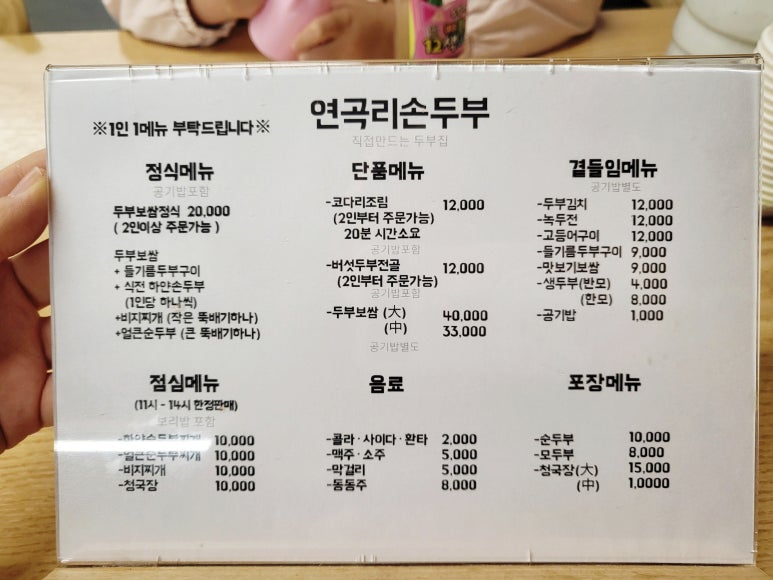 연곡리손두부
※1인 1메뉴 부탁드립니다※
직접만드는 두부집
정식메뉴
공기밥포함
두부보쌈정식 20,000
( 2인이상 주문가능 )
두부보쌈
+ 들기름두부구이
+ 식전 하얀손두부
(1인당 하나씩)
+비지찌개 (작은 뚝배기하나)
+얼큰순두부 (큰 뚝배기하나)
단품메뉴
-코다리조림 12,000
(2인부터 주문가능)
20분 시간소요
공기밥포함
-버섯두부전골 12,000
(2인부터 주문가능)
공기밥포함
-두부보쌈 (大) 40,000
(中) 33,000
공기밥별도
곁들임메뉴
공기밥별도
-두부김치 12,000
-녹두전 12,000
-고등어구이 12,000
-들기름두부구이 9,000
-맛보기보쌈 9,000
-생두부(반모) 4,000
(한모) 8,000
-공기밥 1,000
점심메뉴
(11시 - 14시 한정판매)
보리밥 포함
-하얀순두부찌개 10,000
-얼큰순두부찌개 10,000
-비지찌개 10,000
-청국장 10,000
음료
-콜라 · 사이다 · 환타 2,000
-맥주 · 소주 5,000
-막걸리 5,000
-동동주 8,000
포장메뉴
-순두부 10,000
-모두부 8,000
-청국장(大) 15,000
(中) 1,0000